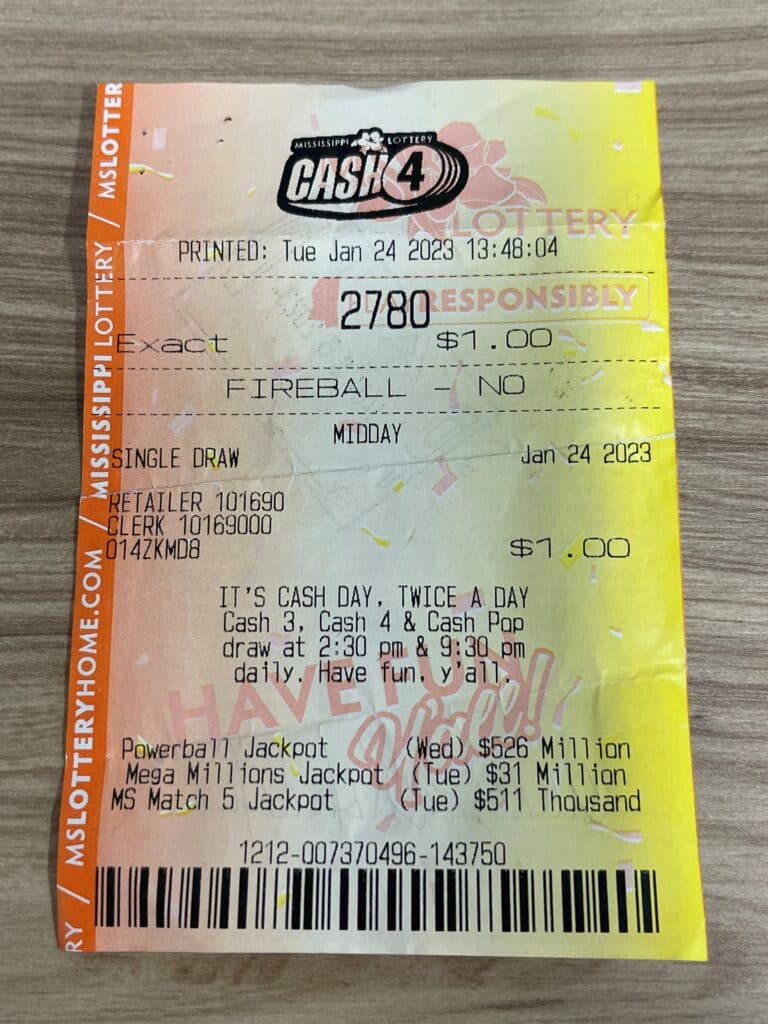 MISSISSIPPI LOTTERY
CASH 4
LOTTERY
PRINTED: Tue Jan 24 2023 13:48:04
RESPONSIBLY
2780
Exact $1.00
FIREBALL - NO
MIDDAY
SINGLE DRAW Jan 24 2023
RETAILER 101690
CLERK 10169000
014ZKMD8 $1.00
IT'S CASH DAY, TWICE A DAY
Cash 3, Cash 4 & Cash Pop
draw at 2:30 pm & 9:30 pm
daily. Have fun, y'all.
HAVE FUN
Y'all!
Powerball Jackpot (Wed) $526 Million
Mega Millions Jackpot (Tue) $31 Million
MS Match 5 Jackpot (Tue) $511 Thousand
1212-007370496-143750
RY / MSLOTTERYHOME.COM / MISSISSIPPI LOTTERY / MSLOTTER